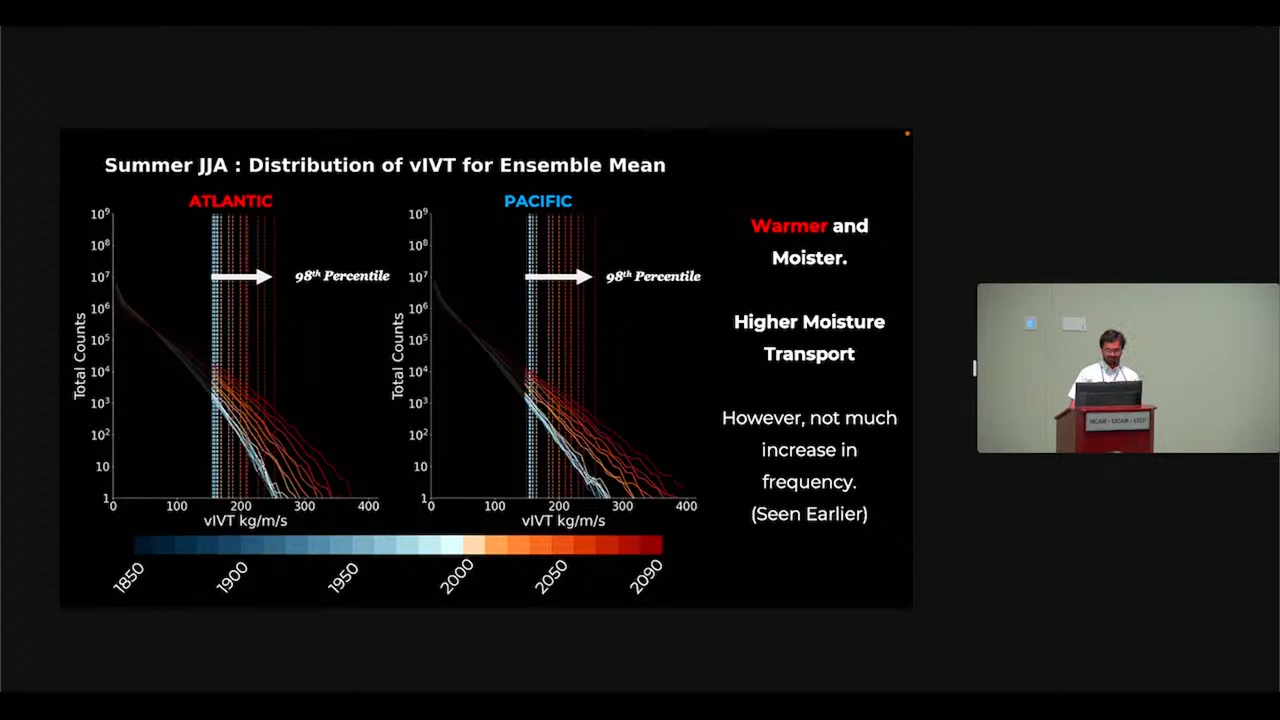 Summer JJA : Distribution of vIVT for Ensemble Mean
ATLANTIC
10⁹
10⁸
10⁷
10⁶
10⁵
10⁴
10³
10²
10
1
Total Counts
98th Percentile
0 100 200 300 400
vIVT kg/m/s
PACIFIC
10⁹
10⁸
10⁷
10⁶
10⁵
10⁴
10³
10²
10
1
Total Counts
98th Percentile
0 100 200 300 400
vIVT kg/m/s
1850 1900 1950 2000 2050 2090
Warmer and
Moister.
Higher Moisture
Transport
However, not much
increase in
frequency.
(Seen Earlier)
NCAR - UCAR -